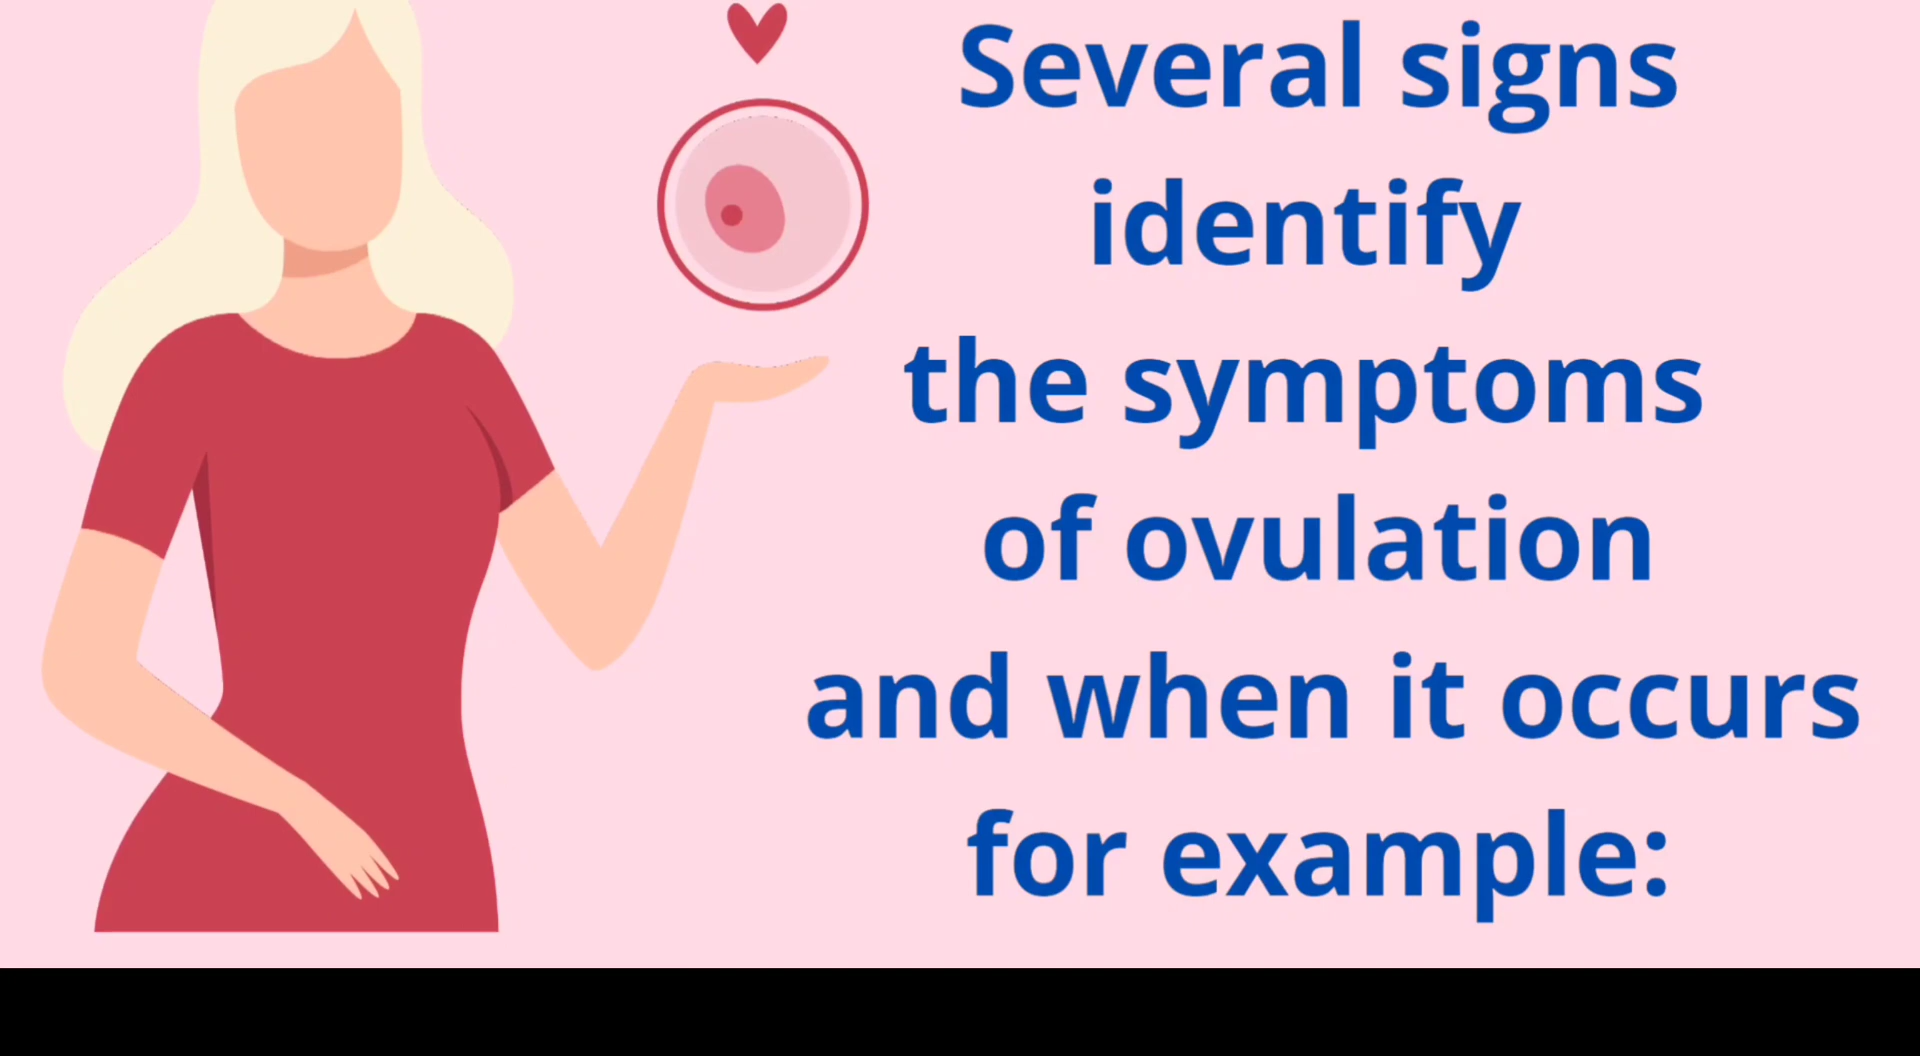 Several signs
identify
the symptoms
of ovulation
and when it occurs
for example: